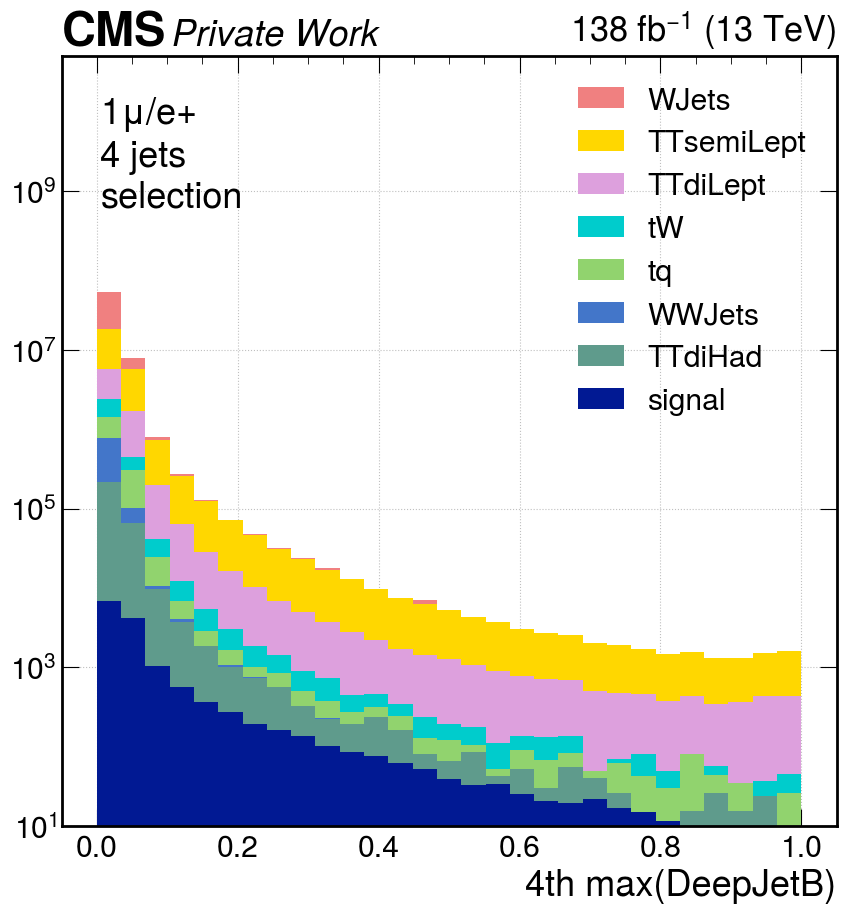 CMS Private Work
138 fb⁻¹ (13 TeV)
1μ/e+
4 jets
selection
WJets
TTsemiLept
TTdiLept
tW
tq
WWJets
TTdiHad
signal
10⁹
10⁷
10⁵
10³
10¹
0.0 0.2 0.4 0.6 0.8 1.0
4th max(DeepJetB)